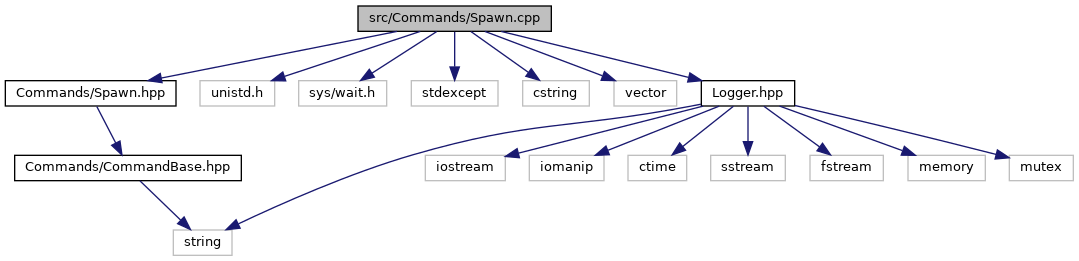 src/Commands/Spawn.cpp
Commands/Spawn.hpp
unistd.h
sys/wait.h
stdexcept
cstring
vector
Logger.hpp
Commands/CommandBase.hpp
iostream
iomanip
ctime
sstream
fstream
memory
mutex
string